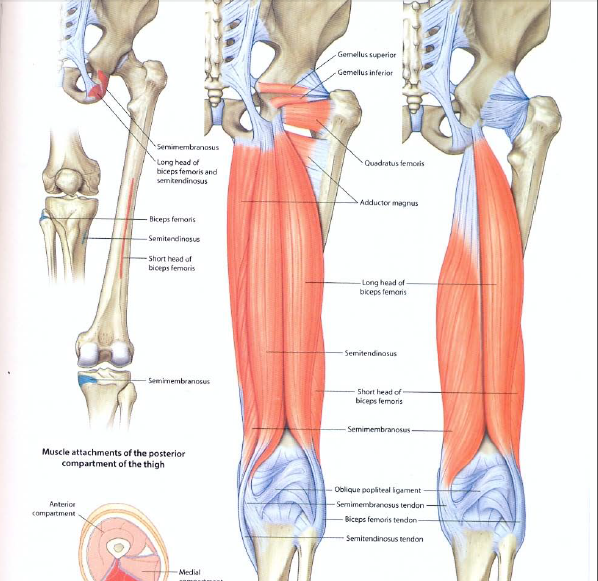 Gemellus superior
Gemellus inferior
Semimembranosus
Long head of
biceps femoris and
semitendinosus
Quadratus femoris
Adductor magnus
Biceps femoris
Semitendinosus
Short head of
biceps femoris
Long head of
biceps femoris
Semitendinosus
Semimembranosus
Short head of
biceps femoris
Semimembranosus
Muscle attachments of the posterior
compartment of the thigh
Oblique popliteal ligament
Semimembranosus tendon
Biceps femoris tendon
Semitendinosus tendon
Anterior
compartment
Medial